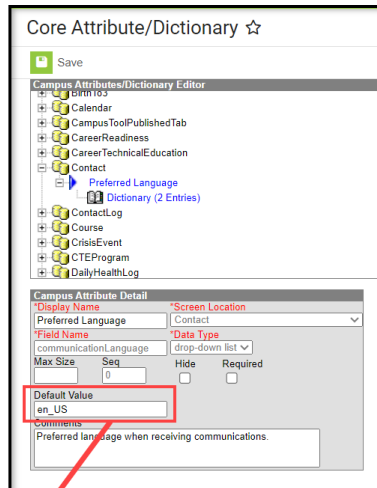 Core Attribute/Dictionary ☆
Save
Campus Attributes/Dictionary Editor
Birth To3
Calendar
CampusToolPublishedTab
CareerReadiness
CareerTechnicalEducation
Contact
Preferred Language
Dictionary (2 Entries)
ContactLog
Course
CrisisEvent
CTEProgram
DailyHealthLog
Campus Attribute Detail
*Display Name *Screen Location
Preferred Language Contact
*Field Name *Data Type
communicationLanguage drop-down list
Max Size Seq Hide Required
0
Default Value
en_US
Comments
Preferred language when receiving communications.